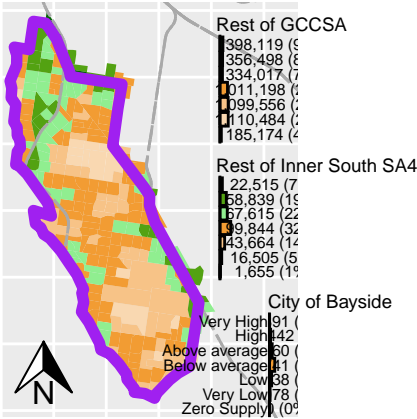 Rest of GCCSA
398,119 (9
356,498 (8
334,017 (7
011,198 (2
099,556 (2
110,484 (2
185,174 (4
Rest of Inner South SA4
22,515 (7
58,839 (19
67,615 (22
99,844 (32
43,664 (14
16,505 (5
1,655 (1%
City of Bayside
Very High 91 (
High 442
Above average 60 (
Below average 41 (
Low 38 (
Very Low 78 (
Zero Supply (0%
N